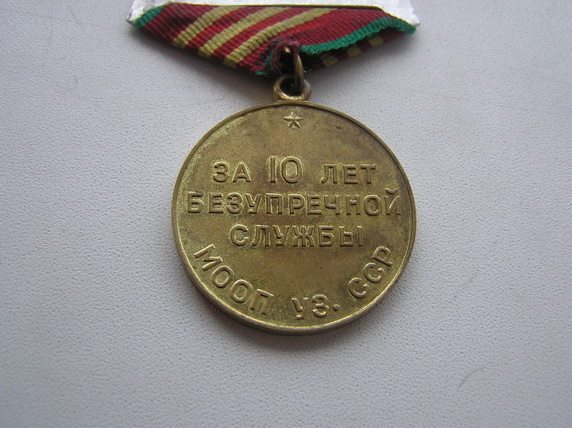 ЗА 10 ЛЕТ
БЕЗУПРЕЧНОЙ
СЛУЖБЫ
МООП УЗ. ССР